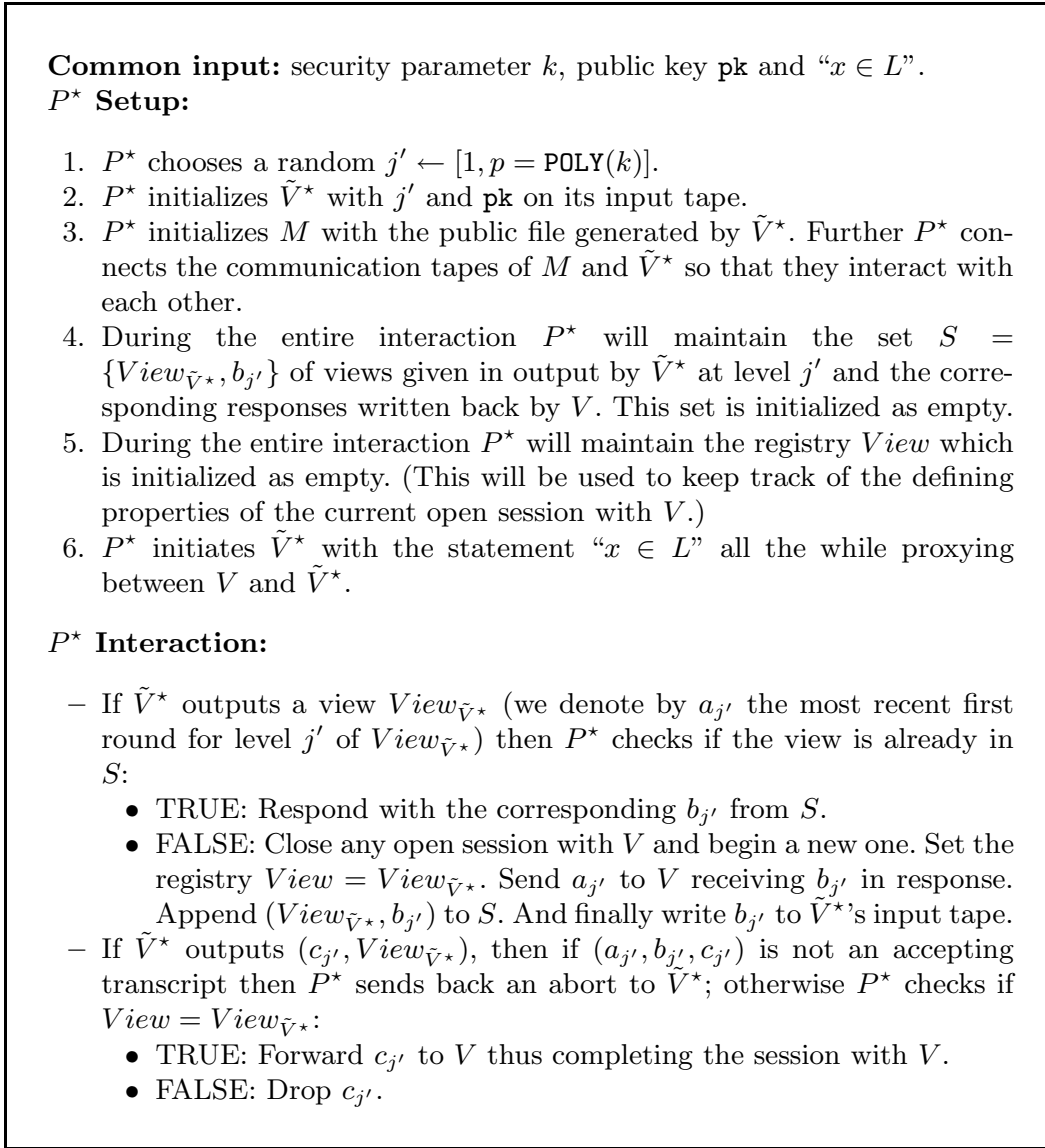 Common input: security parameter k, public key pk and “x ∈ L”.
P⋆ Setup:
1. P⋆ chooses a random j′ ← [1, p = POLY(k)].
2. P⋆ initializes Ṽ⋆ with j′ and pk on its input tape.
3. P⋆ initializes M with the public file generated by Ṽ⋆. Further P⋆ con-
nects the communication tapes of M and Ṽ⋆ so that they interact with
each other.
4. During the entire interaction P⋆ will maintain the set S =
{View_Ṽ⋆, b_j′} of views given in output by Ṽ⋆ at level j′ and the corre-
sponding responses written back by V. This set is initialized as empty.
5. During the entire interaction P⋆ will maintain the registry View which
is initialized as empty. (This will be used to keep track of the defining
properties of the current open session with V.)
6. P⋆ initiates Ṽ⋆ with the statement “x ∈ L” all the while proxying
between V and Ṽ⋆.
P⋆ Interaction:
– If Ṽ⋆ outputs a view View_Ṽ⋆ (we denote by a_j′ the most recent first
round for level j′ of View_Ṽ⋆) then P⋆ checks if the view is already in
S:
• TRUE: Respond with the corresponding b_j′ from S.
• FALSE: Close any open session with V and begin a new one. Set the
registry View = View_Ṽ⋆. Send a_j′ to V receiving b_j′ in response.
Append (View_Ṽ⋆, b_j′) to S. And finally write b_j′ to Ṽ⋆’s input tape.
– If Ṽ⋆ outputs (c_j′, View_Ṽ⋆), then if (a_j′, b_j′, c_j′) is not an accepting
transcript then P⋆ sends back an abort to Ṽ⋆; otherwise P⋆ checks if
View = View_Ṽ⋆:
• TRUE: Forward c_j′ to V thus completing the session with V.
• FALSE: Drop c_j′.